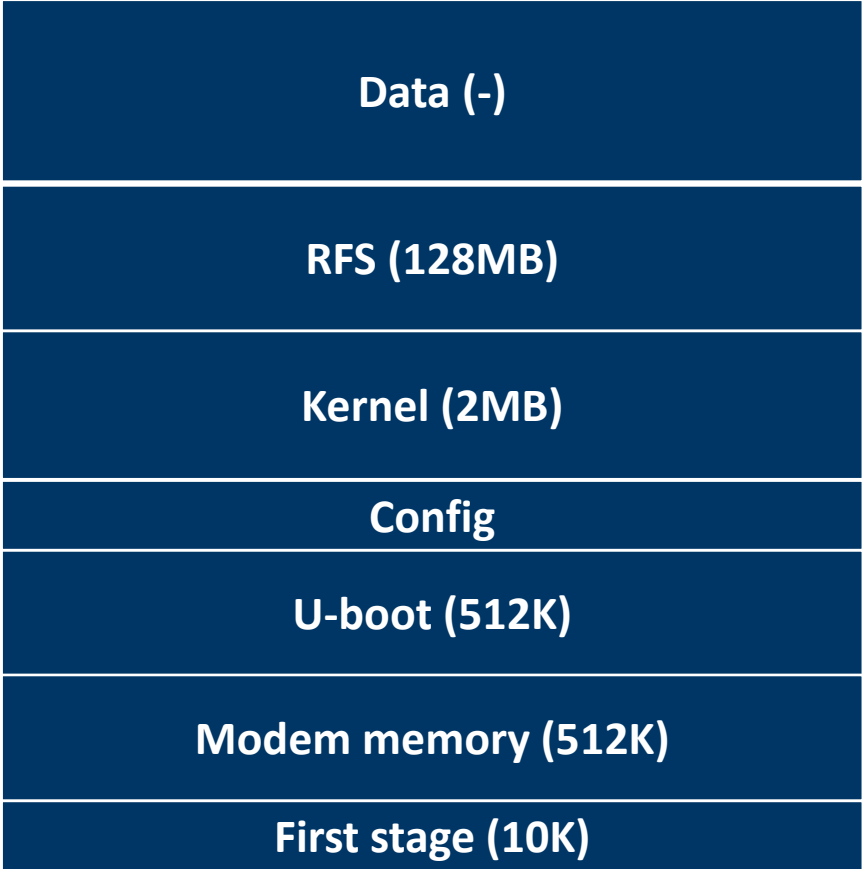 Data (-)
RFS (128MB)
Kernel (2MB)
Config
U-boot (512K)
Modem memory (512K)
First stage (10K)